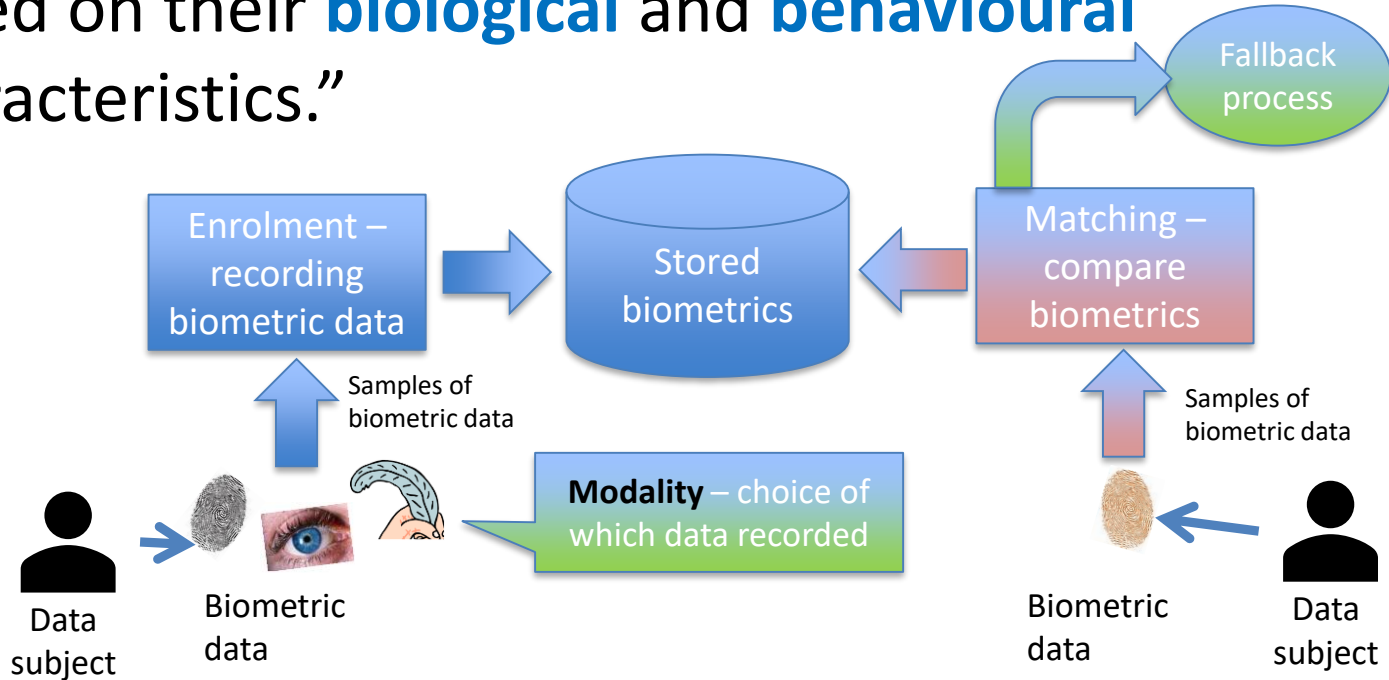 ed on their biological and behavioural
racteristics.”
Fallback
process
Enrolment –
recording
biometric data
Stored
biometrics
Matching –
compare
biometrics
Samples of
biometric data
Samples of
biometric data
Modality – choice of
which data recorded
Data
subject
Biometric
data
Biometric
data
Data
subject